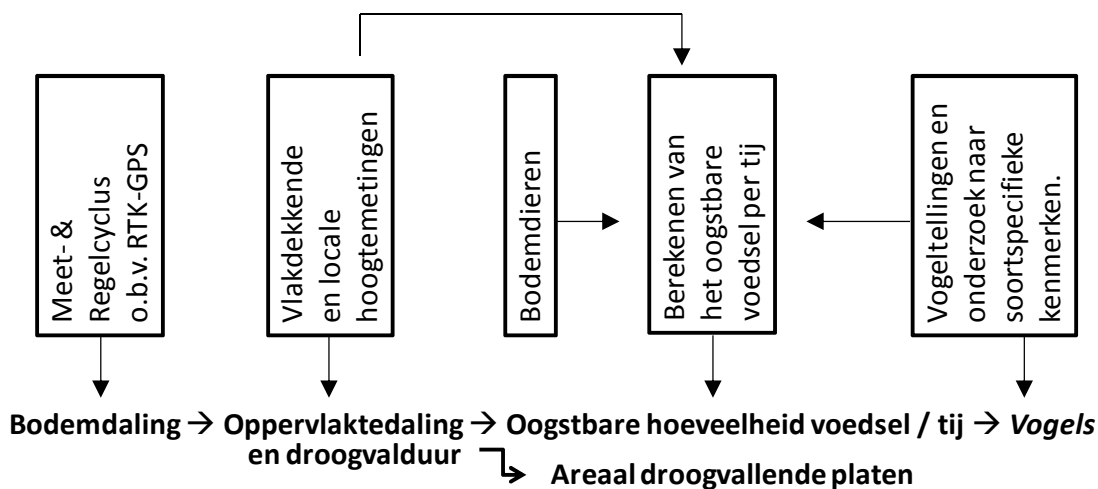 Meet- &
Regelcyclus
o.b.v. RTK-GPS
Vlakdekkende
en locale
hoogtemetingen
Bodemdieren
Berekenen van
het oogstbare
voedsel per tij
Vogeltellingen en
onderzoek naar
soortspecifieke
kenmerken.
Bodemdaling → Oppervlaktedaling → Oogstbare hoeveelheid voedsel / tij → Vogels
en droogvalduur
Areaal droogvallende platen